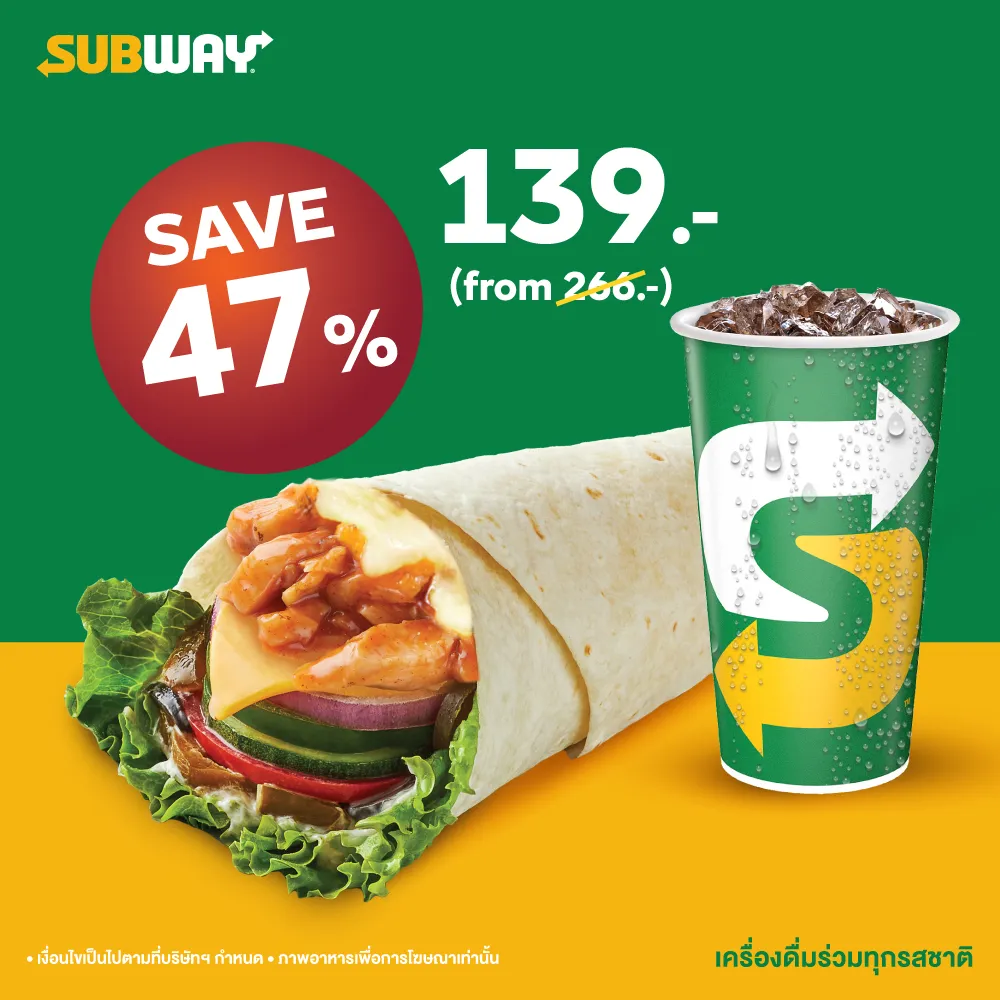 SUBWAY®
SAVE
47%
139.-
(from 266.-)
• เงื่อนไขเป็นไปตามที่บริษัทฯ กำหนด • ภาพอาหารเพื่อการโฆษณาเท่านั้น
เครื่องดื่มร่วมทุกรสชาติ